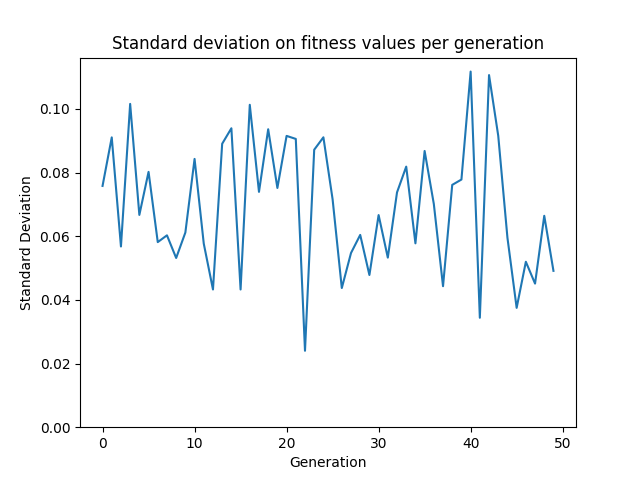 Standard deviation on fitness values per generation
Standard Deviation
0.10
0.08
0.06
0.04
0.02
0.00
0 10 20 30 40 50
Generation